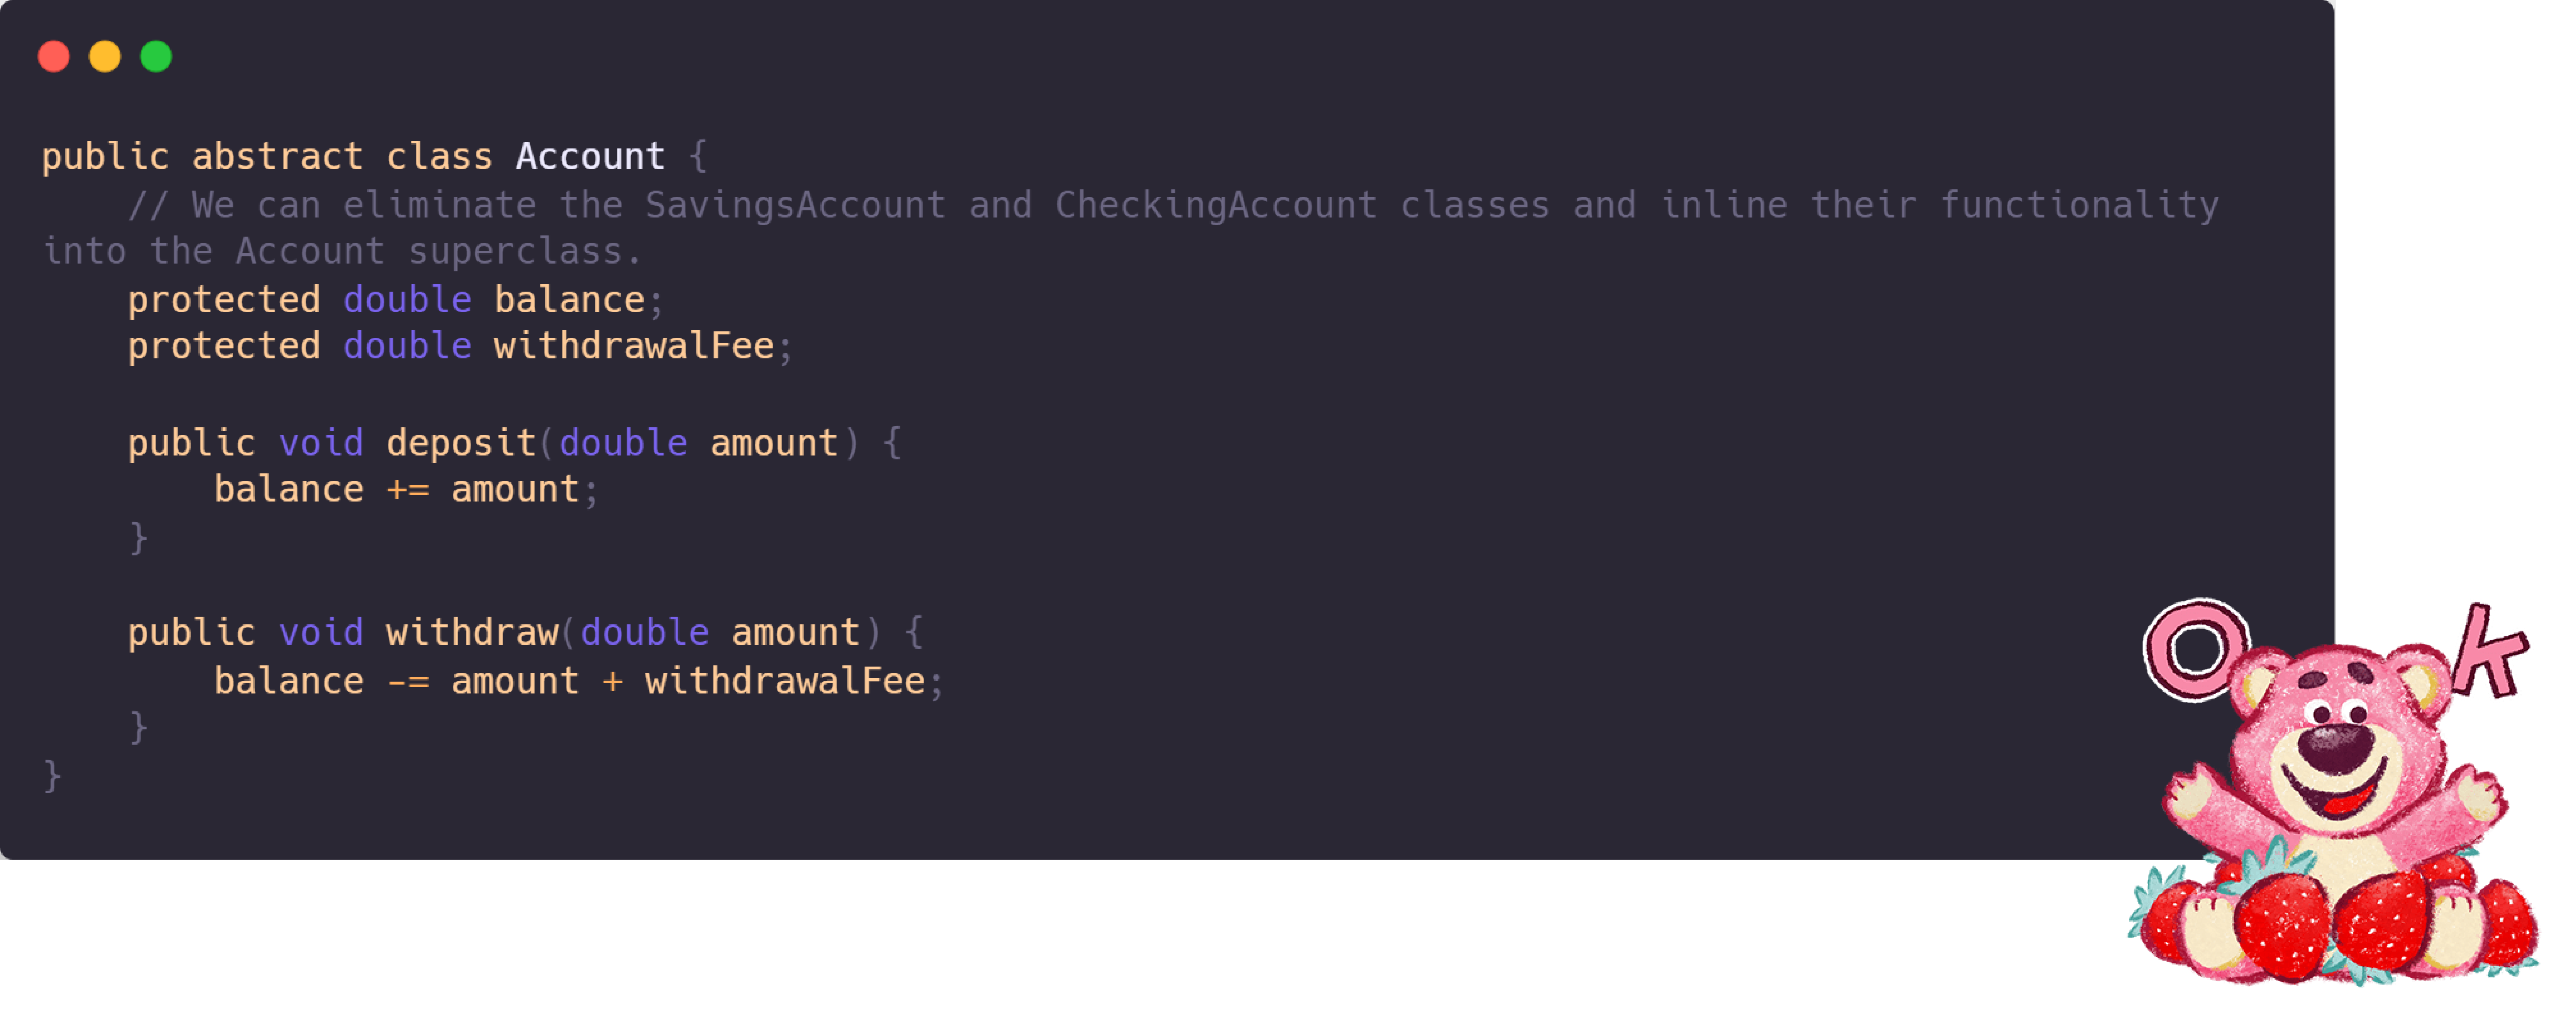 public abstract class Account {
    // We can eliminate the SavingsAccount and CheckingAccount classes and inline their functionality
into the Account superclass.
    protected double balance;
    protected double withdrawalFee;

    public void deposit(double amount) {
        balance += amount;
    }

    public void withdraw(double amount) {
        balance -= amount + withdrawalFee;
    }
}
O k